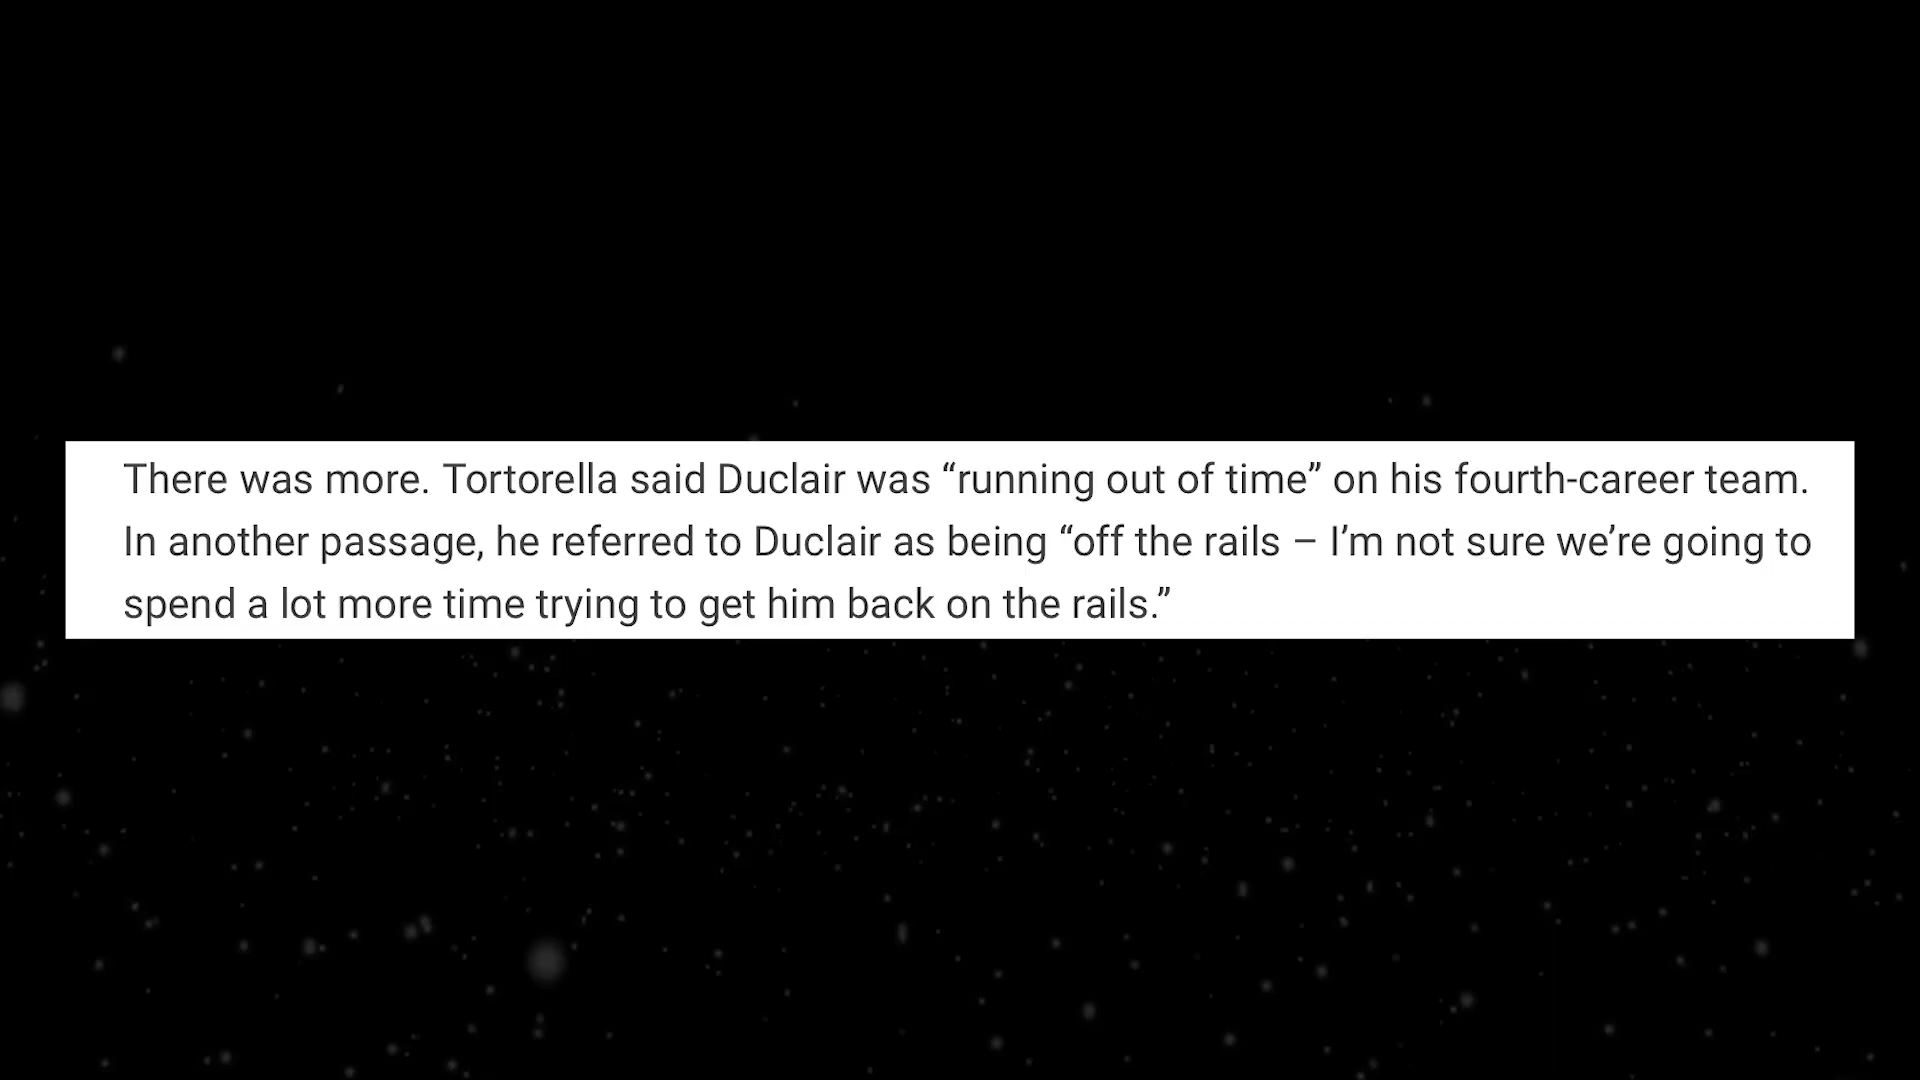 There was more. Tortorella said Duclair was “running out of time” on his fourth-career team.
In another passage, he referred to Duclair as being “off the rails – I’m not sure we’re going to
spend a lot more time trying to get him back on the rails.”